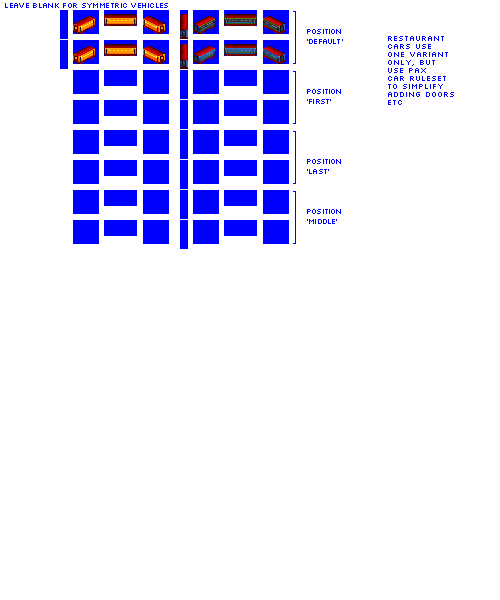 LEAVE BLANK FOR SYMMETRIC VEHICLES
POSITION
'DEFAULT'
RESTAURANT
CARS USE
ONE VARIANT
ONLY, BUT
USE PAX
CAR RULESET
TO SIMPLIFY
ADDING DOORS
ETC
POSITION
'FIRST'
POSITION
'LAST'
POSITION
'MIDDLE'